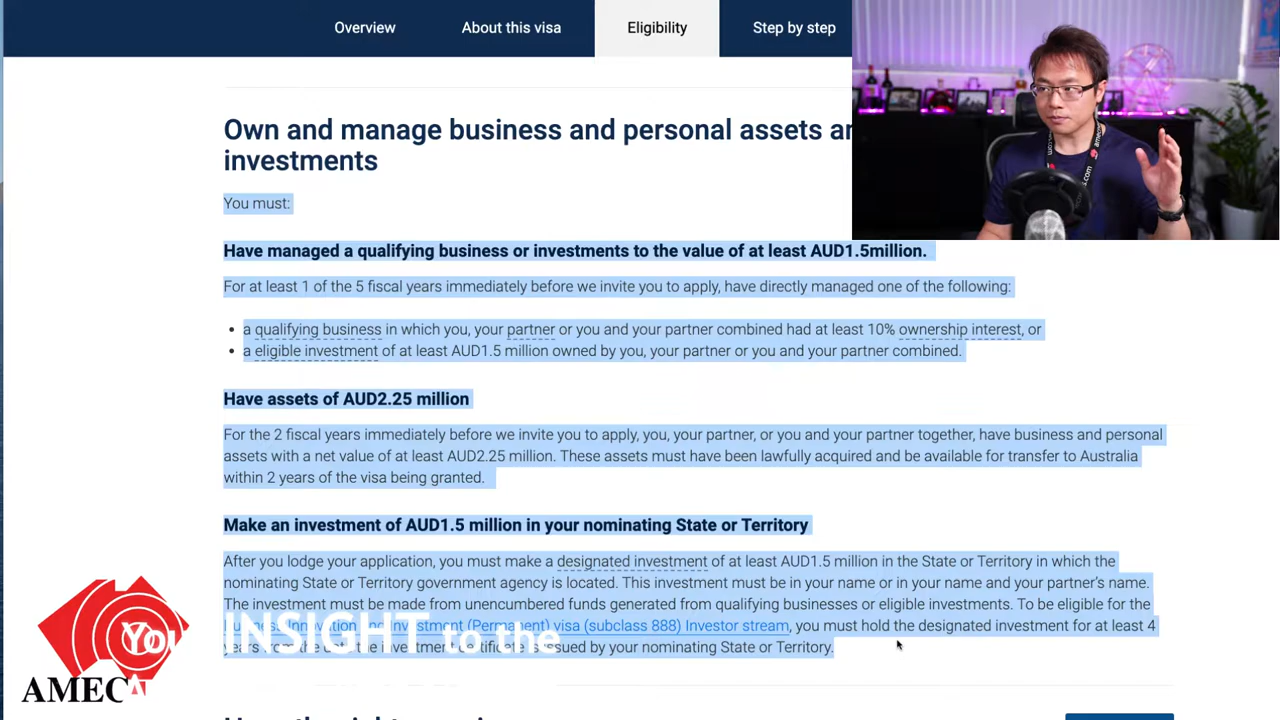 Overview
About this visa
Eligibility
Step by step
Own and manage business and personal assets
investments
You must:
Have managed a qualifying business or investments to the value of at least AUD1.5million.
For at least 1 of the 5 fiscal years immediately before we invite you to apply, have directly managed one of the following:
a qualifying business in which you, your partner or you and your partner combined had at least 10% ownership interest, or
a eligible investment of at least AUD1.5 million owned by you, your partner or you and your partner combined.
Have assets of AUD2.25 million
For the 2 fiscal years immediately before we invite you to apply, you, your partner, or you and your partner together, have business and personal
assets with a net value of at least AUD2.25 million. These assets must have been lawfully acquired and be available for transfer to Australia
within 2 years of the visa being granted.
Make an investment of AUD1.5 million in your nominating State or Territory
After you lodge your application, you must make a designated investment of at least AUD1.5 million in the State or Territory in which the
nominating State or Territory government agency is located. This investment must be in your name or in your name and your partner's name.
The investment must be made from unencumbered funds generated from qualifying businesses or eligible investments. To be eligible for the
(Permanent) visa (subclass 888) Investor stream, you must hold the designated investment for at least 4
years from the investment certificate is issued by your nominating State or Territory.
INSIGHT to the
AMEC